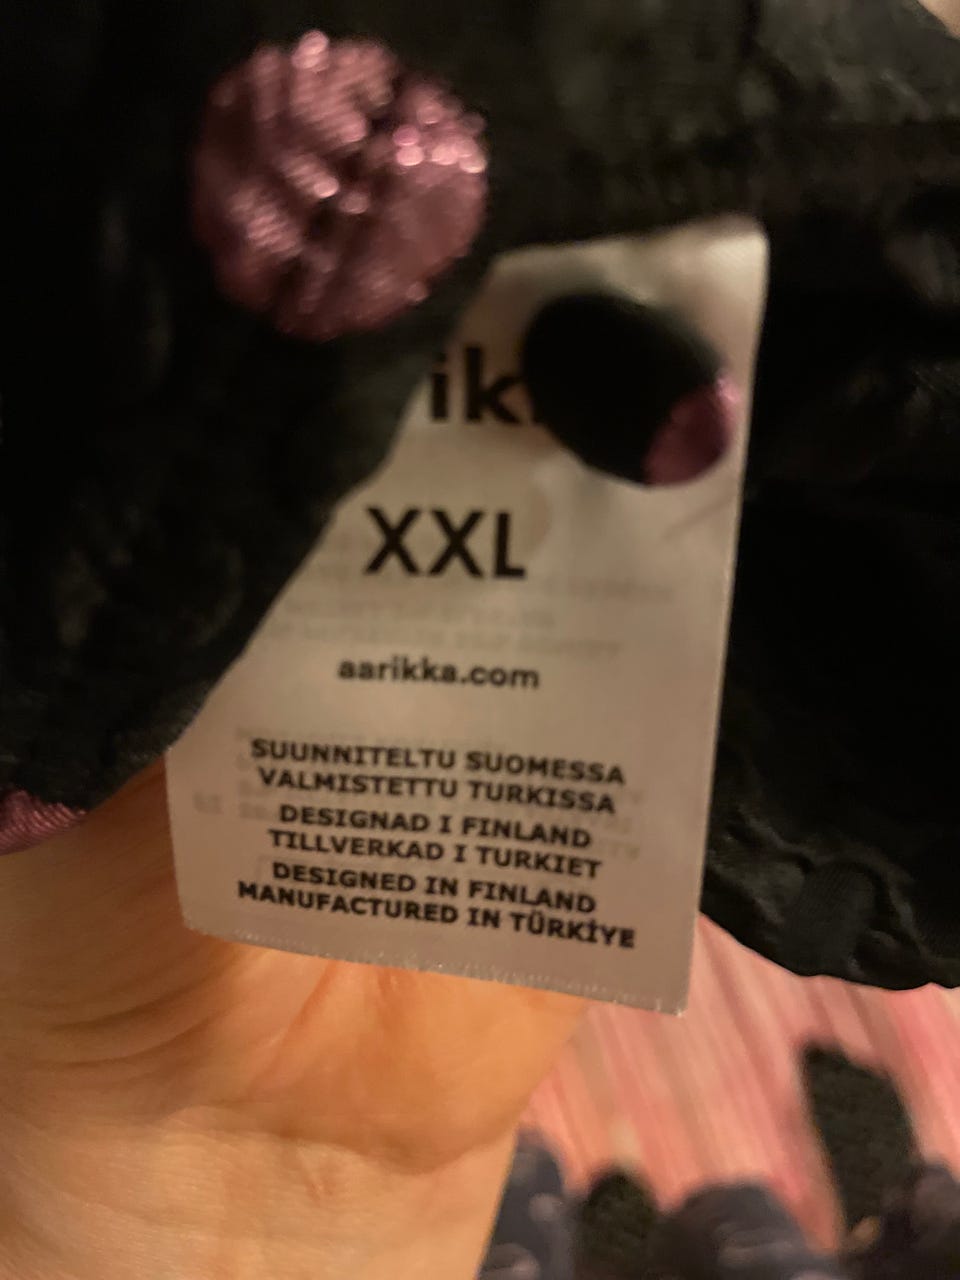 XXL
aarikka.com
SUUNNITELTU SUOMESSA
VALMISTETTU TURKISSA
DESIGNAD I FINLAND
TILLVERKAD I TURKIET
DESIGNED IN FINLAND
MANUFACTURED IN TÜRKİYE